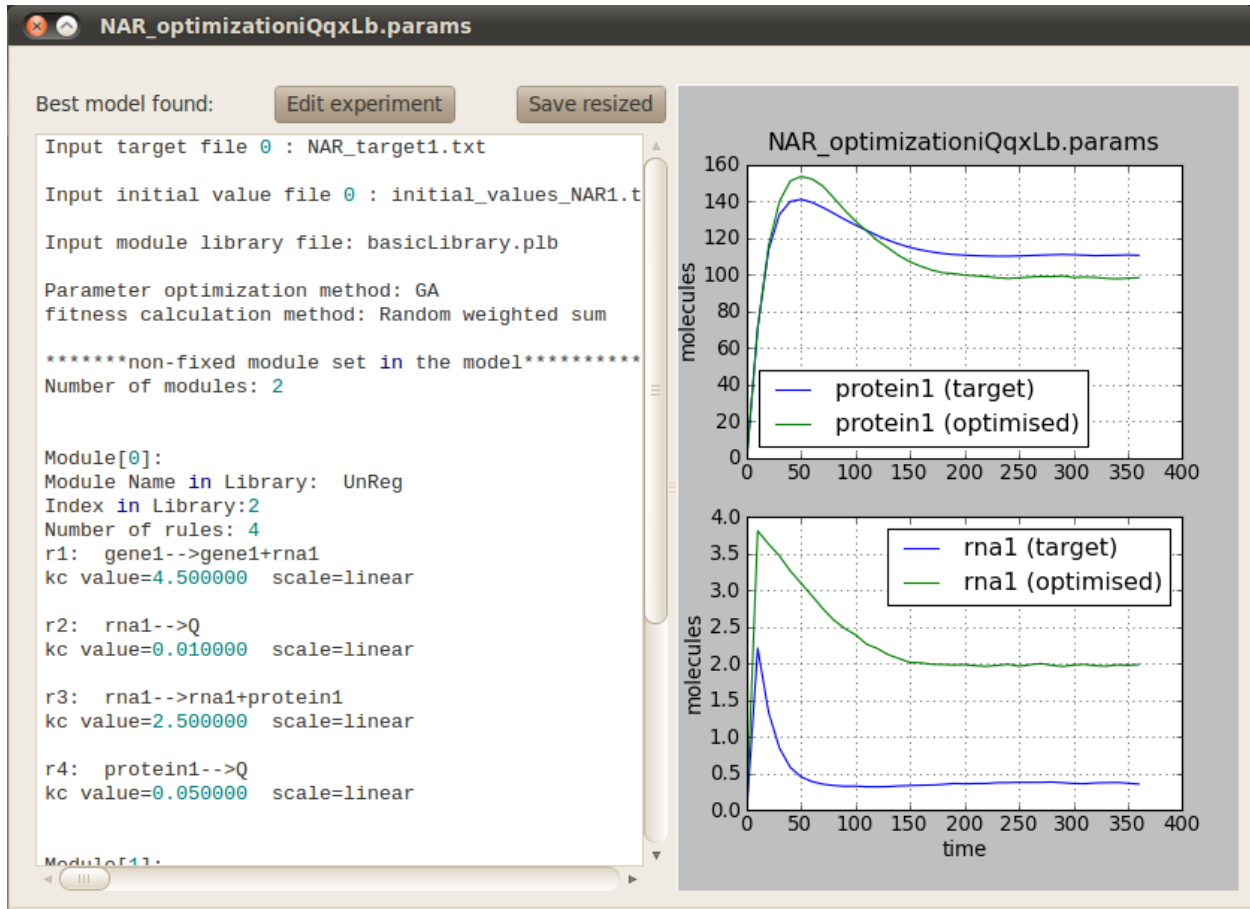 NAR_optimizationiQqxLb.params
Best model found:
Edit experiment
Save resized
Input target file 0 : NAR_target1.txt
Input initial value file 0 : initial_values_NAR1.t
Input module library file: basicLibrary.plb
Parameter optimization method: GA
fitness calculation method: Random weighted sum
*******non-fixed module set in the model**********
Number of modules: 2
Module[0]:
Module Name in Library:  UnReg
Index in Library:2
Number of rules: 4
r1:  gene1-->gene1+rna1
kc value=4.500000  scale=linear
r2:  rna1-->Q
kc value=0.010000  scale=linear
r3:  rna1-->rna1+protein1
kc value=2.500000  scale=linear
r4:  protein1-->Q
kc value=0.050000  scale=linear
Module[1]:
NAR_optimizationiQqxLb.params
160
140
120
100
80
60
40
20
0
molecules
protein1 (target)
protein1 (optimised)
0 50 100 150 200 250 300 350 400
4.0
3.5
3.0
2.5
2.0
1.5
1.0
0.5
0.0
molecules
rna1 (target)
rna1 (optimised)
0 50 100 150 200 250 300 350 400
time